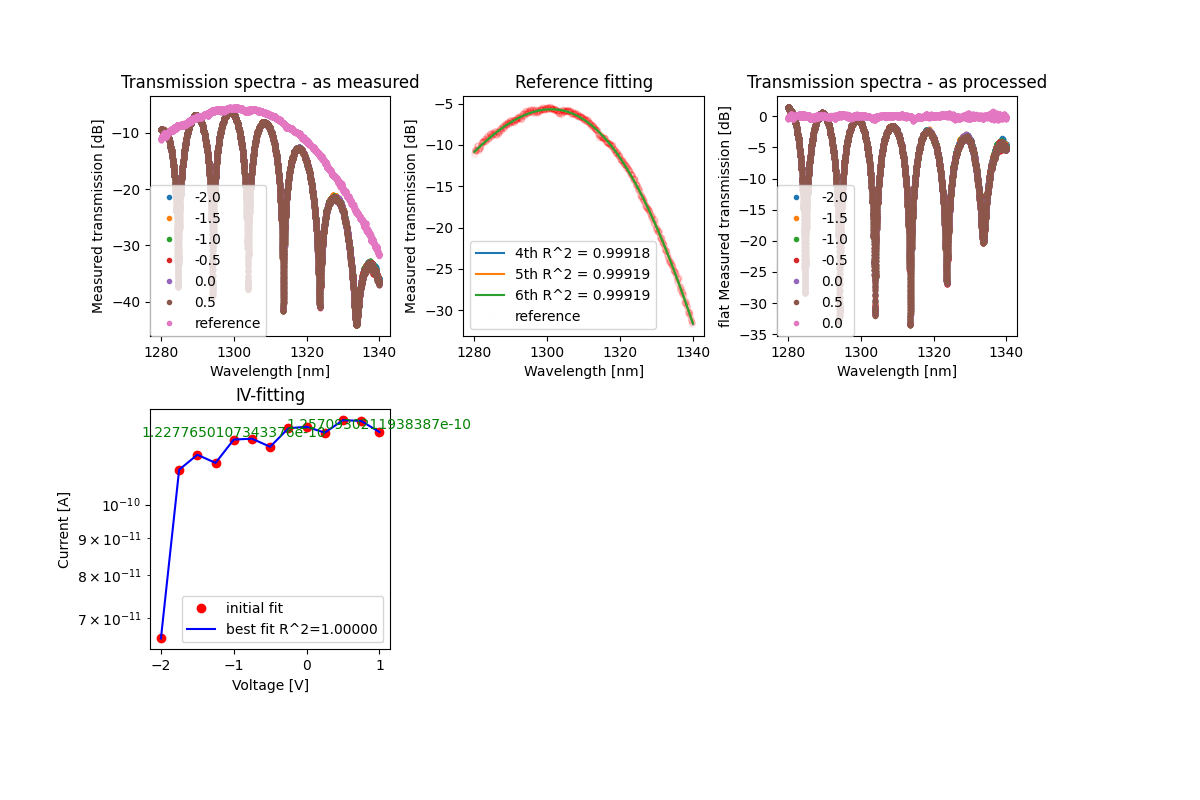 Transmission spectra - as measured
Measured transmission [dB]
−10
−20
−30
−40
-2.0
-1.5
-1.0
-0.5
0.0
0.5
reference
1280
1300
1320
1340
Wavelength [nm]
Reference fitting
Measured transmission [dB]
−5
−10
−15
−20
−25
−30
4th R^2 = 0.99918
5th R^2 = 0.99919
6th R^2 = 0.99919
reference
1280
1300
1320
1340
Wavelength [nm]
Transmission spectra - as processed
flat Measured transmission [dB]
0
−5
−10
−15
−20
−25
−30
−35
-2.0
-1.5
-1.0
-0.5
0.0
0.5
0.0
1280
1300
1320
1340
Wavelength [nm]
IV-fitting
Current [A]
10⁻¹⁰
9 × 10⁻¹¹
8 × 10⁻¹¹
7 × 10⁻¹¹
initial fit
best fit R^2=1.00000
−2
−1
0
1
Voltage [V]